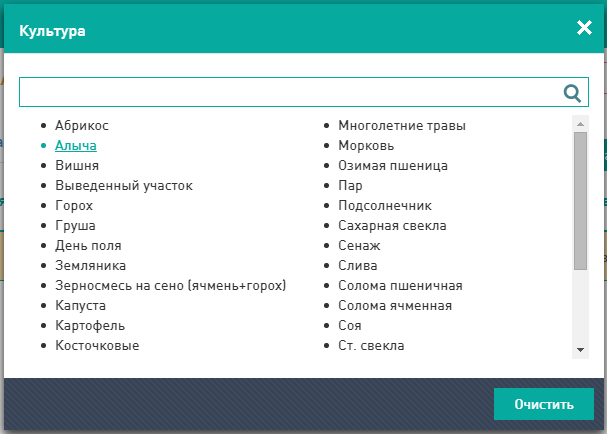 Культура
Абрикос
Алыча
Вишня
Выведенный участок
Горох
Груша
День поля
Земляника
Зерносмесь на сено (ячмень+горох)
Капуста
Картофель
Косточковые
Многолетние травы
Морковь
Озимая пшеница
Пар
Подсолнечник
Сахарная свекла
Сенаж
Слива
Солома пшеничная
Солома ячменная
Соя
Ст. свекла
Очистить